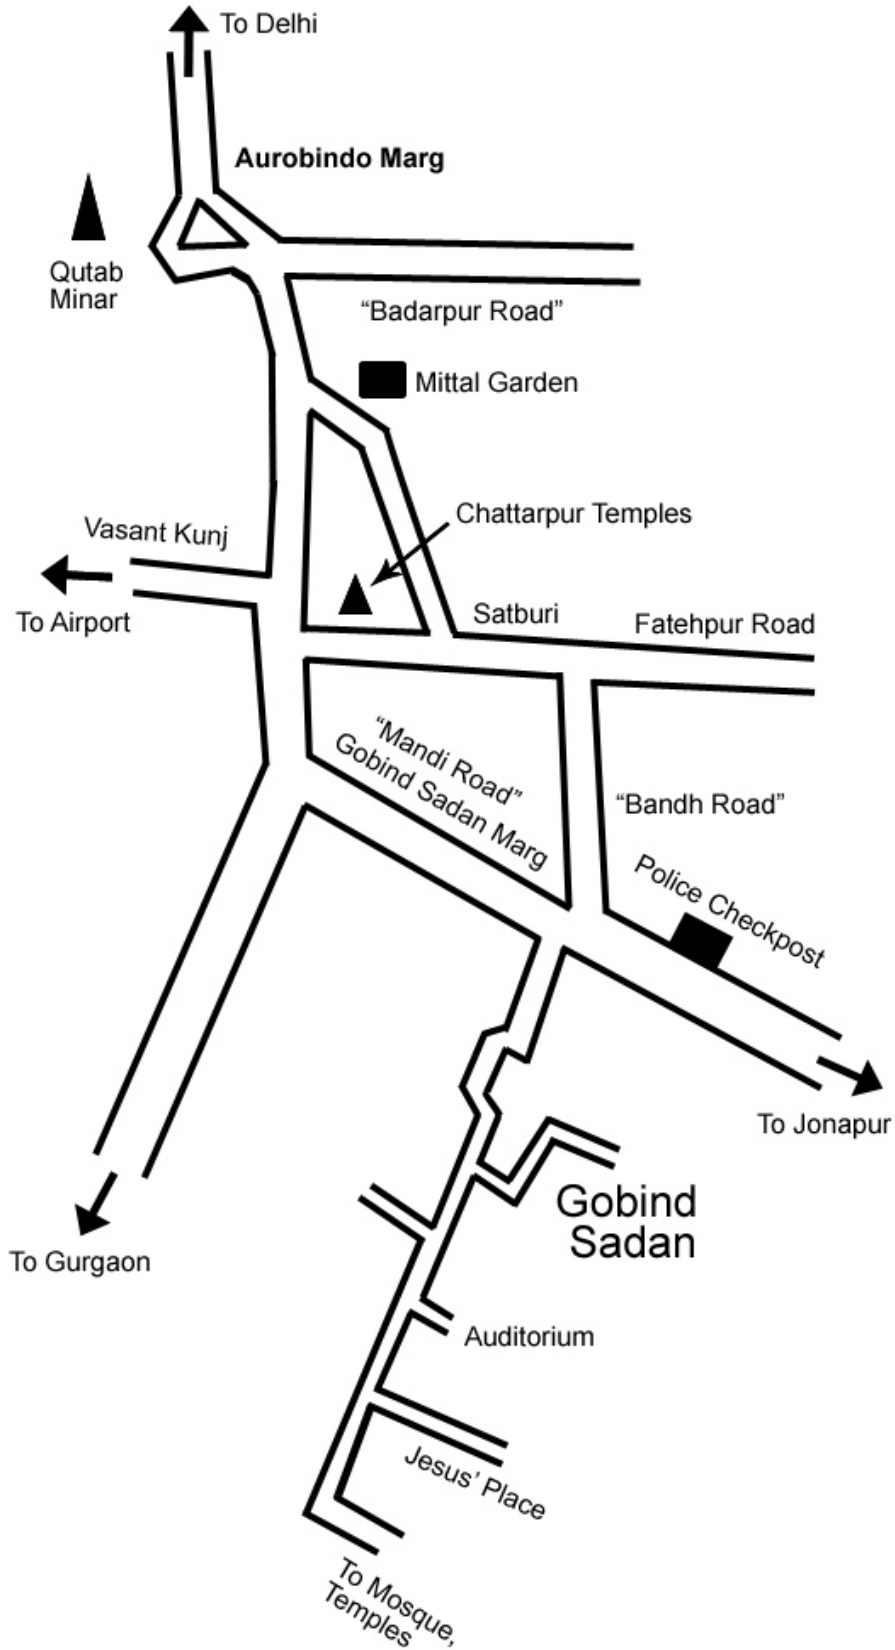 To Delhi
Aurobindo Marg
Qutab
Minar
“Badarpur Road”
Mittal Garden
Chattarpur Temples
Vasant Kunj
To Airport
Satburi
Fatehpur Road
“Mandi Road”
Gobind Sadan Marg
“Bandh Road”
Police Checkpost
To Jonapur
Gobind
Sadan
To Gurgaon
Auditorium
Jesus’ Place
To Mosque,
Temples